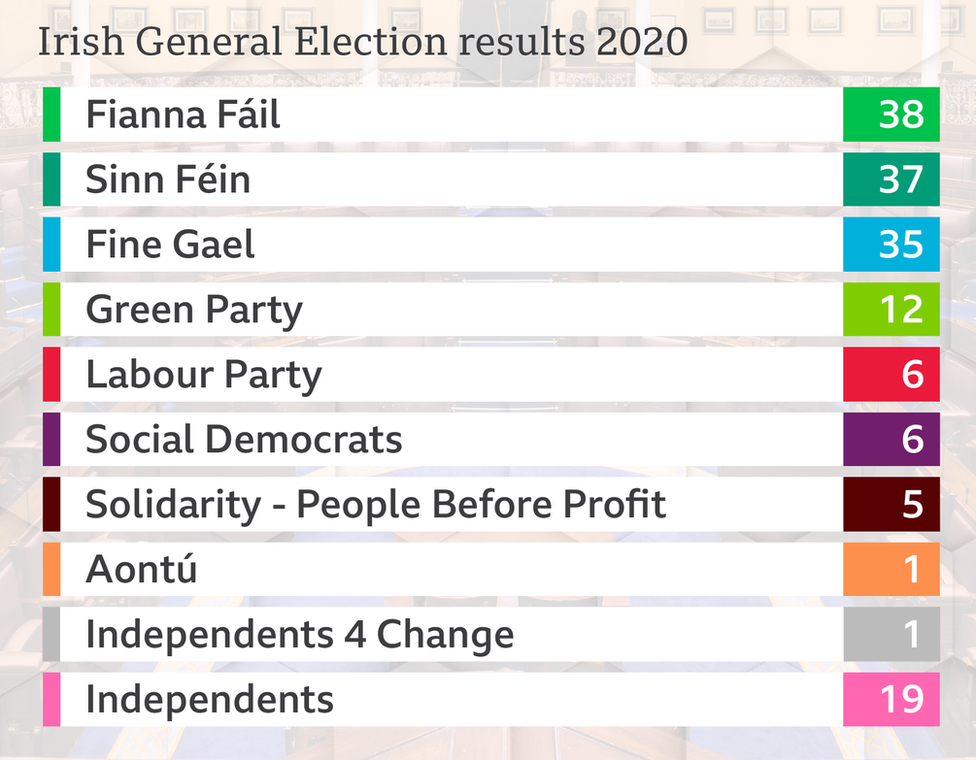 Irish General Election results 2020
Fianna Fáil 38
Sinn Féin 37
Fine Gael 35
Green Party 12
Labour Party 6
Social Democrats 6
Solidarity - People Before Profit 5
Aontú 1
Independents 4 Change 1
Independents 19